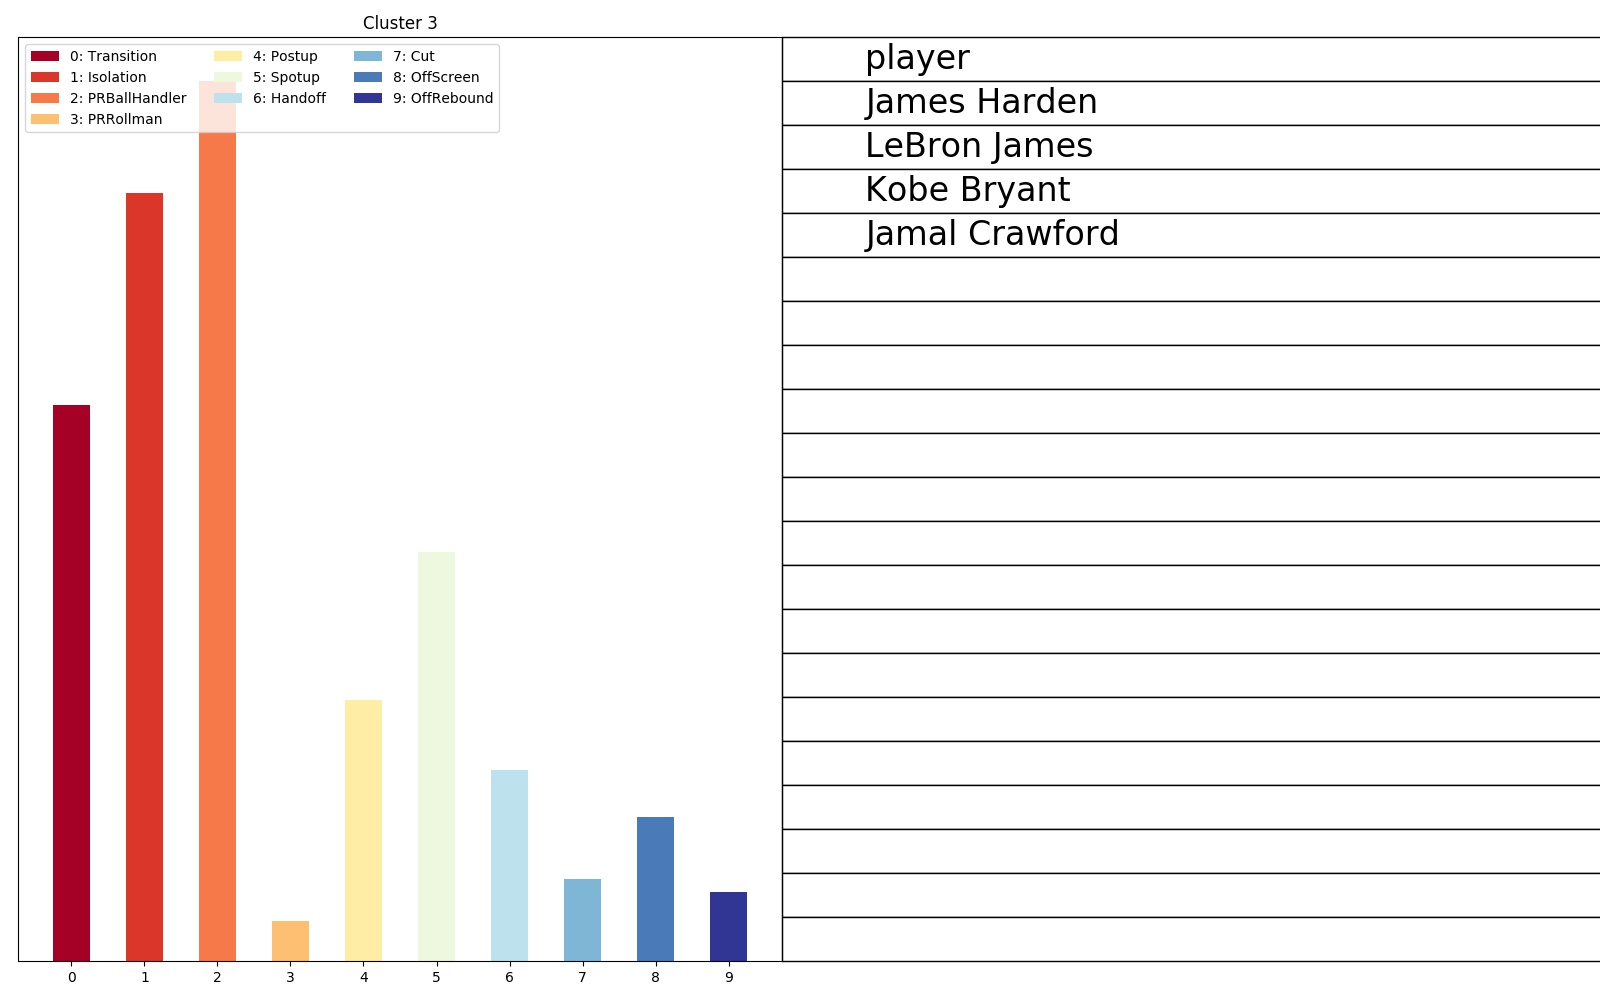 Cluster 3
0: Transition
1: Isolation
2: PRBallHandler
3: PRRollman
4: Postup
5: Spotup
6: Handoff
7: Cut
8: OffScreen
9: OffRebound
0 1 2 3 4 5 6 7 8 9
player
James Harden
LeBron James
Kobe Bryant
Jamal Crawford